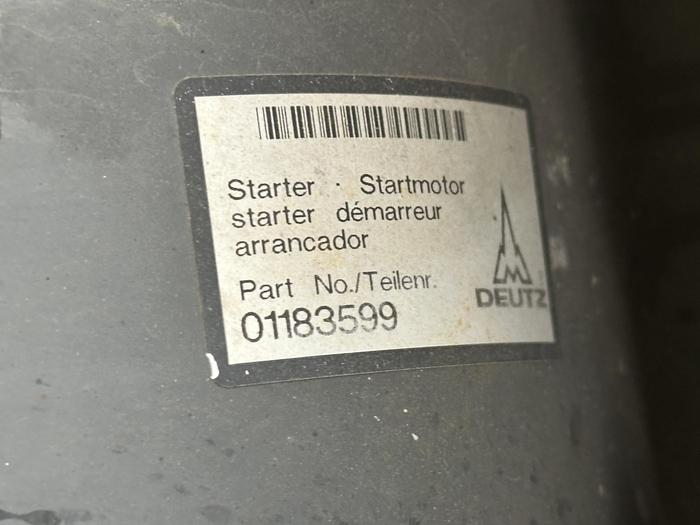 Starter · Startmotor
starter démarreur
arrancador
Part No./Teilenr.
01183599
DEUTZ